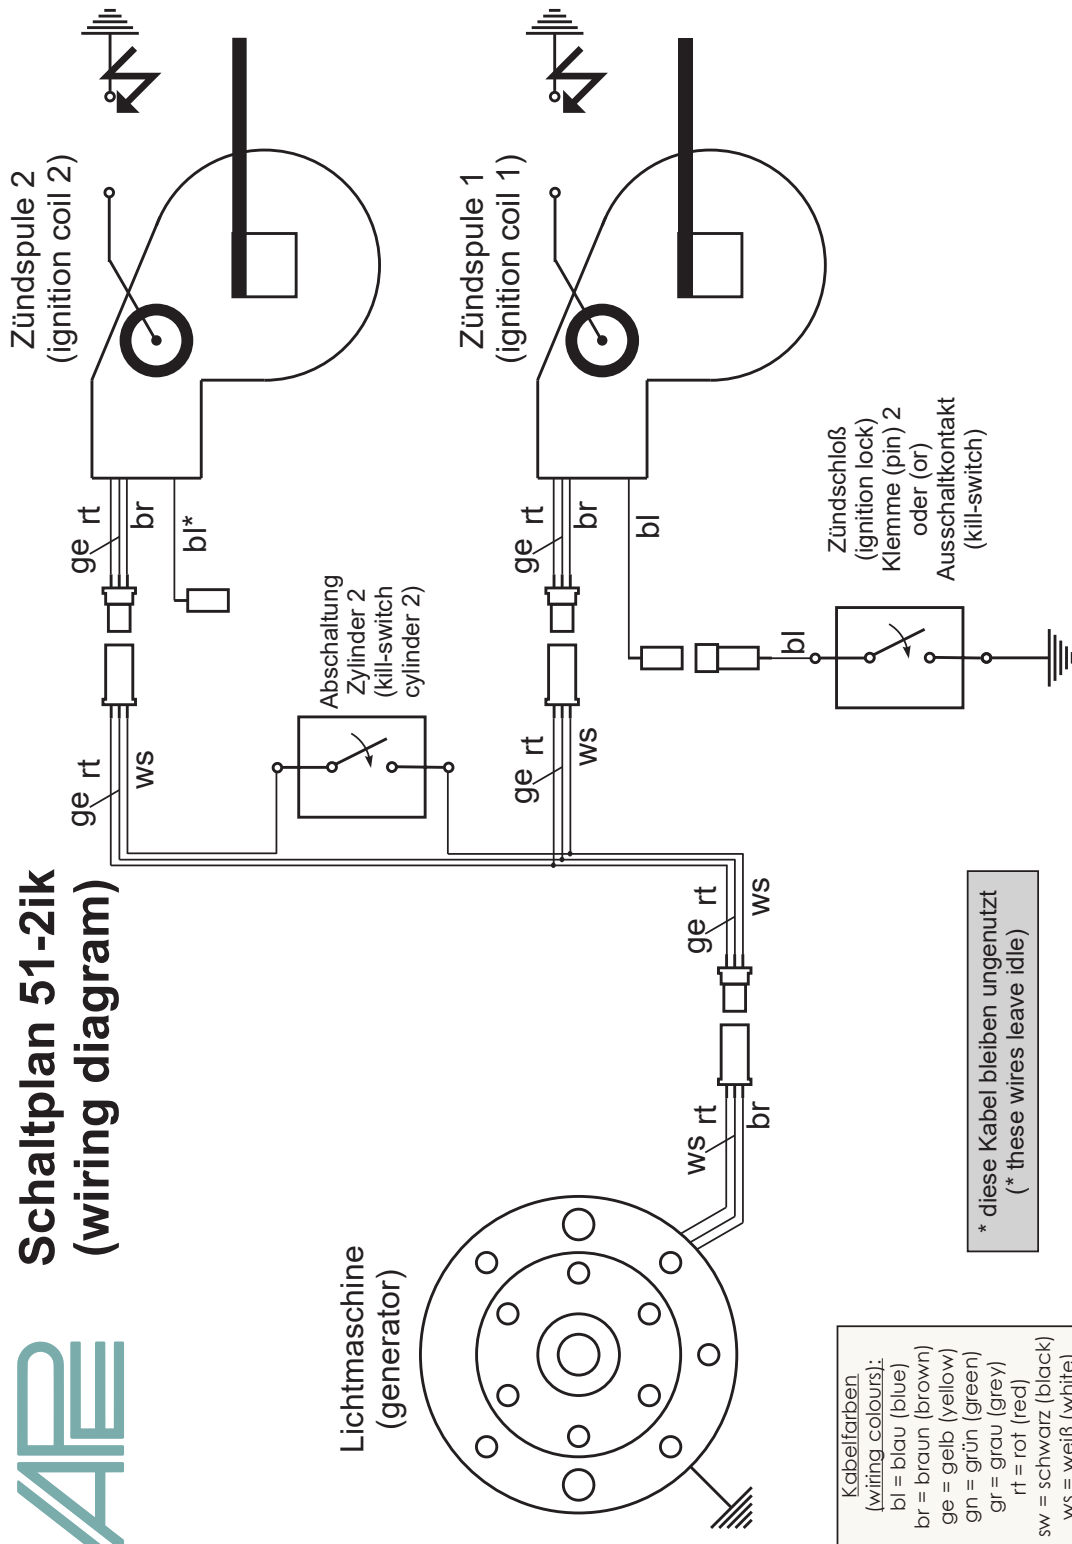 APE
Schaltplan 51-2ik
(wiring diagram)
Zündspule 2
(ignition coil 2)
ge rt
br
bl*
ge rt
ws
Abschaltung
Zylinder 2
(kill-switch
cylinder 2)
Zündspule 1
(ignition coil 1)
ge rt
br
bl
ge rt
ws
bl
Zündschloß
(ignition lock)
Klemme (pin) 2
oder (or)
Ausschaltkontakt
(kill-switch)
ge rt
ws
ws rt
br
Lichtmaschine
(generator)
* diese Kabel bleiben ungenutzt
(* these wires leave idle)
Kabelfarben
(wiring colours):
bl = blau (blue)
br = braun (brown)
ge = gelb (yellow)
gn = grün (green)
gr = grau (grey)
rt = rot (red)
sw = schwarz (black)
ws = weiß (white)